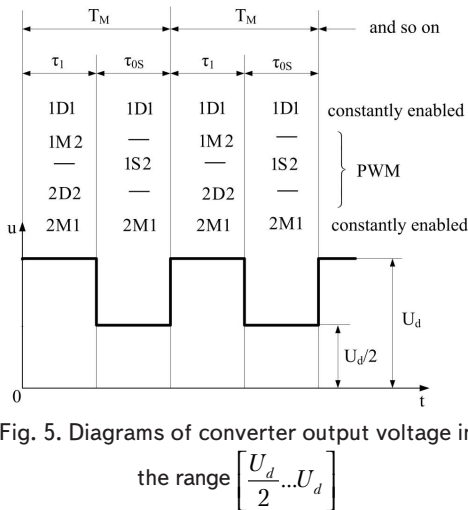 T_M T_M and so on
τ_1 τ_0S τ_1 τ_0S
1D1 1D1 1D1 1D1 constantly enabled
1M2 — 1M2 —
— 1S2 — 1S2 PWM
2D2 — 2D2 —
2M1 2M1 2M1 2M1 constantly enabled
u
U_d
U_d/2
0 t
Fig. 5. Diagrams of converter output voltage in
the range [U_d/2...U_d]